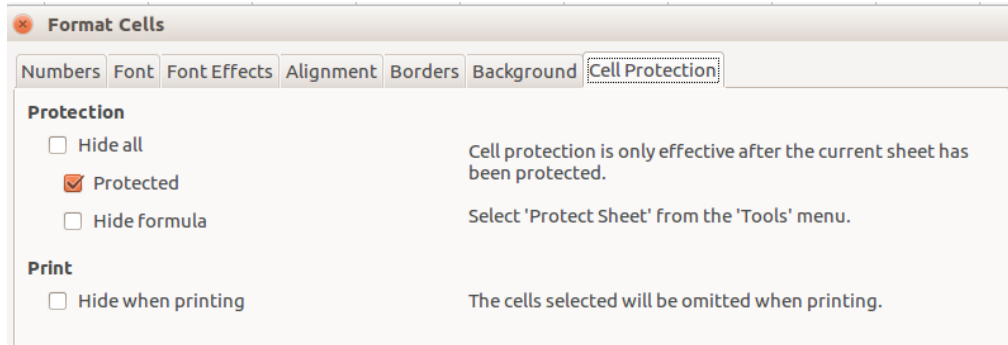 Format Cells
Numbers Font Font Effects Alignment Borders Background Cell Protection
Protection
Hide all
Cell protection is only effective after the current sheet has
been protected.
Protected
Hide formula
Select 'Protect Sheet' from the 'Tools' menu.
Print
Hide when printing
The cells selected will be omitted when printing.